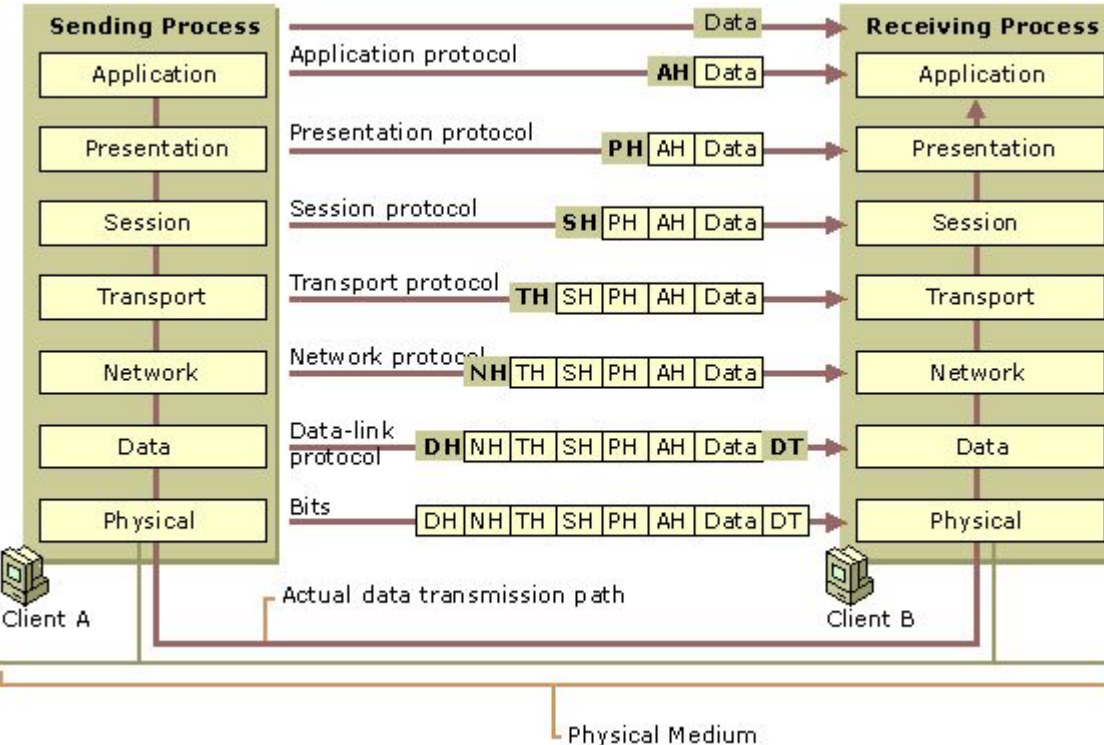 Sending Process
Data
Receiving Process
Application
Application protocol
AH Data
Application
Presentation
Presentation protocol
PH AH Data
Presentation
Session
Session protocol
SH PH AH Data
Session
Transport
Transport protocol
TH SH PH AH Data
Transport
Network
Network protocol
NH TH SH PH AH Data
Network
Data
Data-link
protocol
DH NH TH SH PH AH Data DT
Data
Physical
Bits
DH NH TH SH PH AH Data DT
Physical
Client A
Actual data transmission path
Client B
Physical Medium